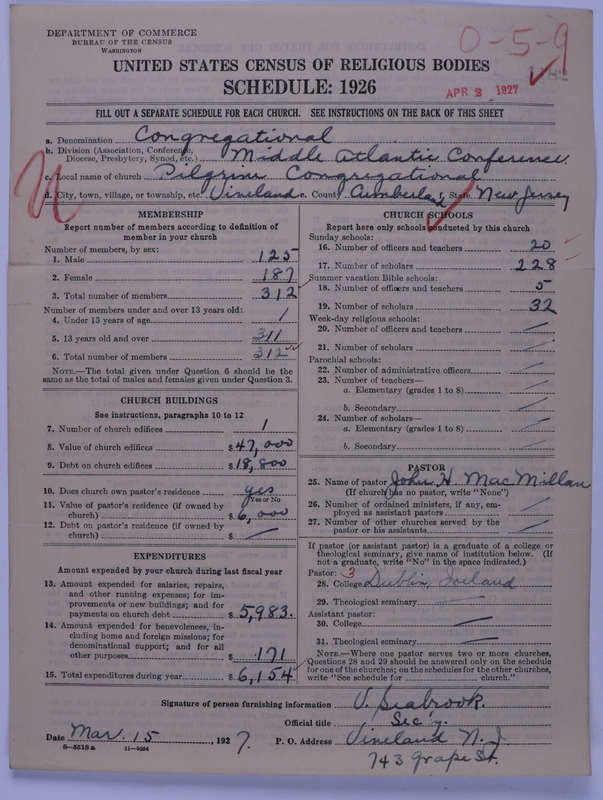 DEPARTMENT OF COMMERCE
BUREAU OF THE CENSUS
WASHINGTON
0-5-9
APR 2 1927
UNITED STATES CENSUS OF RELIGIOUS BODIES
SCHEDULE: 1926
FILL OUT A SEPARATE SCHEDULE FOR EACH CHURCH. SEE INSTRUCTIONS ON THE BACK OF THIS SHEET
a. Denomination Congregational
b. Division (Association, Conference, Diocese, Presbytery, Synod, etc.) Middle Atlantic Conference
c. Local name of church Pilgrim Congregational
d. City, town, village, or township, etc. Vineland e. County Cumberland f. State New Jersey
MEMBERSHIP
Report number of members according to definition of
member in your church
Number of members, by sex:
1. Male 125
2. Female 187
3. Total number of members 312
Number of members under and over 13 years old:
4. Under 13 years of age 1
5. 13 years old and over 311
6. Total number of members 312
NOTE.—The total given under Question 6 should be the
same as the total of males and females given under Question 3.
CHURCH BUILDINGS
See instructions, paragraphs 10 to 12
7. Number of church edifices 1
8. Value of church edifices $47,000
9. Debt on church edifices $18,800
10. Does church own pastor's residence yes
Yes or No
11. Value of pastor's residence (if owned by
church) $6,000
12. Debt on pastor's residence (if owned by
church) $ —
EXPENDITURES
Amount expended by your church during last fiscal year
13. Amount expended for salaries, repairs,
and other running expenses; for im-
provements or new buildings; and for
payments on church debt $5,983.
14. Amount expended for benevolences, in-
cluding home and foreign missions; for
denominational support; and for all
other purposes $171
15. Total expenditures during year $6,154
CHURCH SCHOOLS
Report here only schools conducted by this church
Sunday schools:
16. Number of officers and teachers 20
17. Number of scholars 228
Summer vacation Bible schools:
18. Number of officers and teachers 5
19. Number of scholars 32
Week-day religious schools:
20. Number of officers and teachers —
21. Number of scholars —
Parochial schools:
22. Number of administrative officers —
23. Number of teachers—
a. Elementary (grades 1 to 8) —
b. Secondary —
24. Number of scholars—
a. Elementary (grades 1 to 8) —
b. Secondary —
PASTOR
25. Name of pastor John H. MacMillan
(If church has no pastor, write "None")
26. Number of ordained ministers, if any, em-
ployed as assistant pastors —
27. Number of other churches served by the
pastor or his assistants —
If pastor (or assistant pastor) is a graduate of a college or
theological seminary, give name of institution below. (If
not a graduate, write "No" in the space indicated.)
Pastor: 3
28. College Dublin, Ireland
29. Theological seminary —
Assistant pastor:
30. College —
31. Theological seminary —
NOTE.—Where one pastor serves two or more churches,
Questions 28 and 29 should be answered only on the schedule
for one of the churches; on the schedules for the other churches,
write "See schedule for church."
Signature of person furnishing information V. Seabrook.
Official title Sec'y.
Date Mar. 15, 1927. P. O. Address Vineland N. J.
743 Grape St.
8—5518a 11—9034